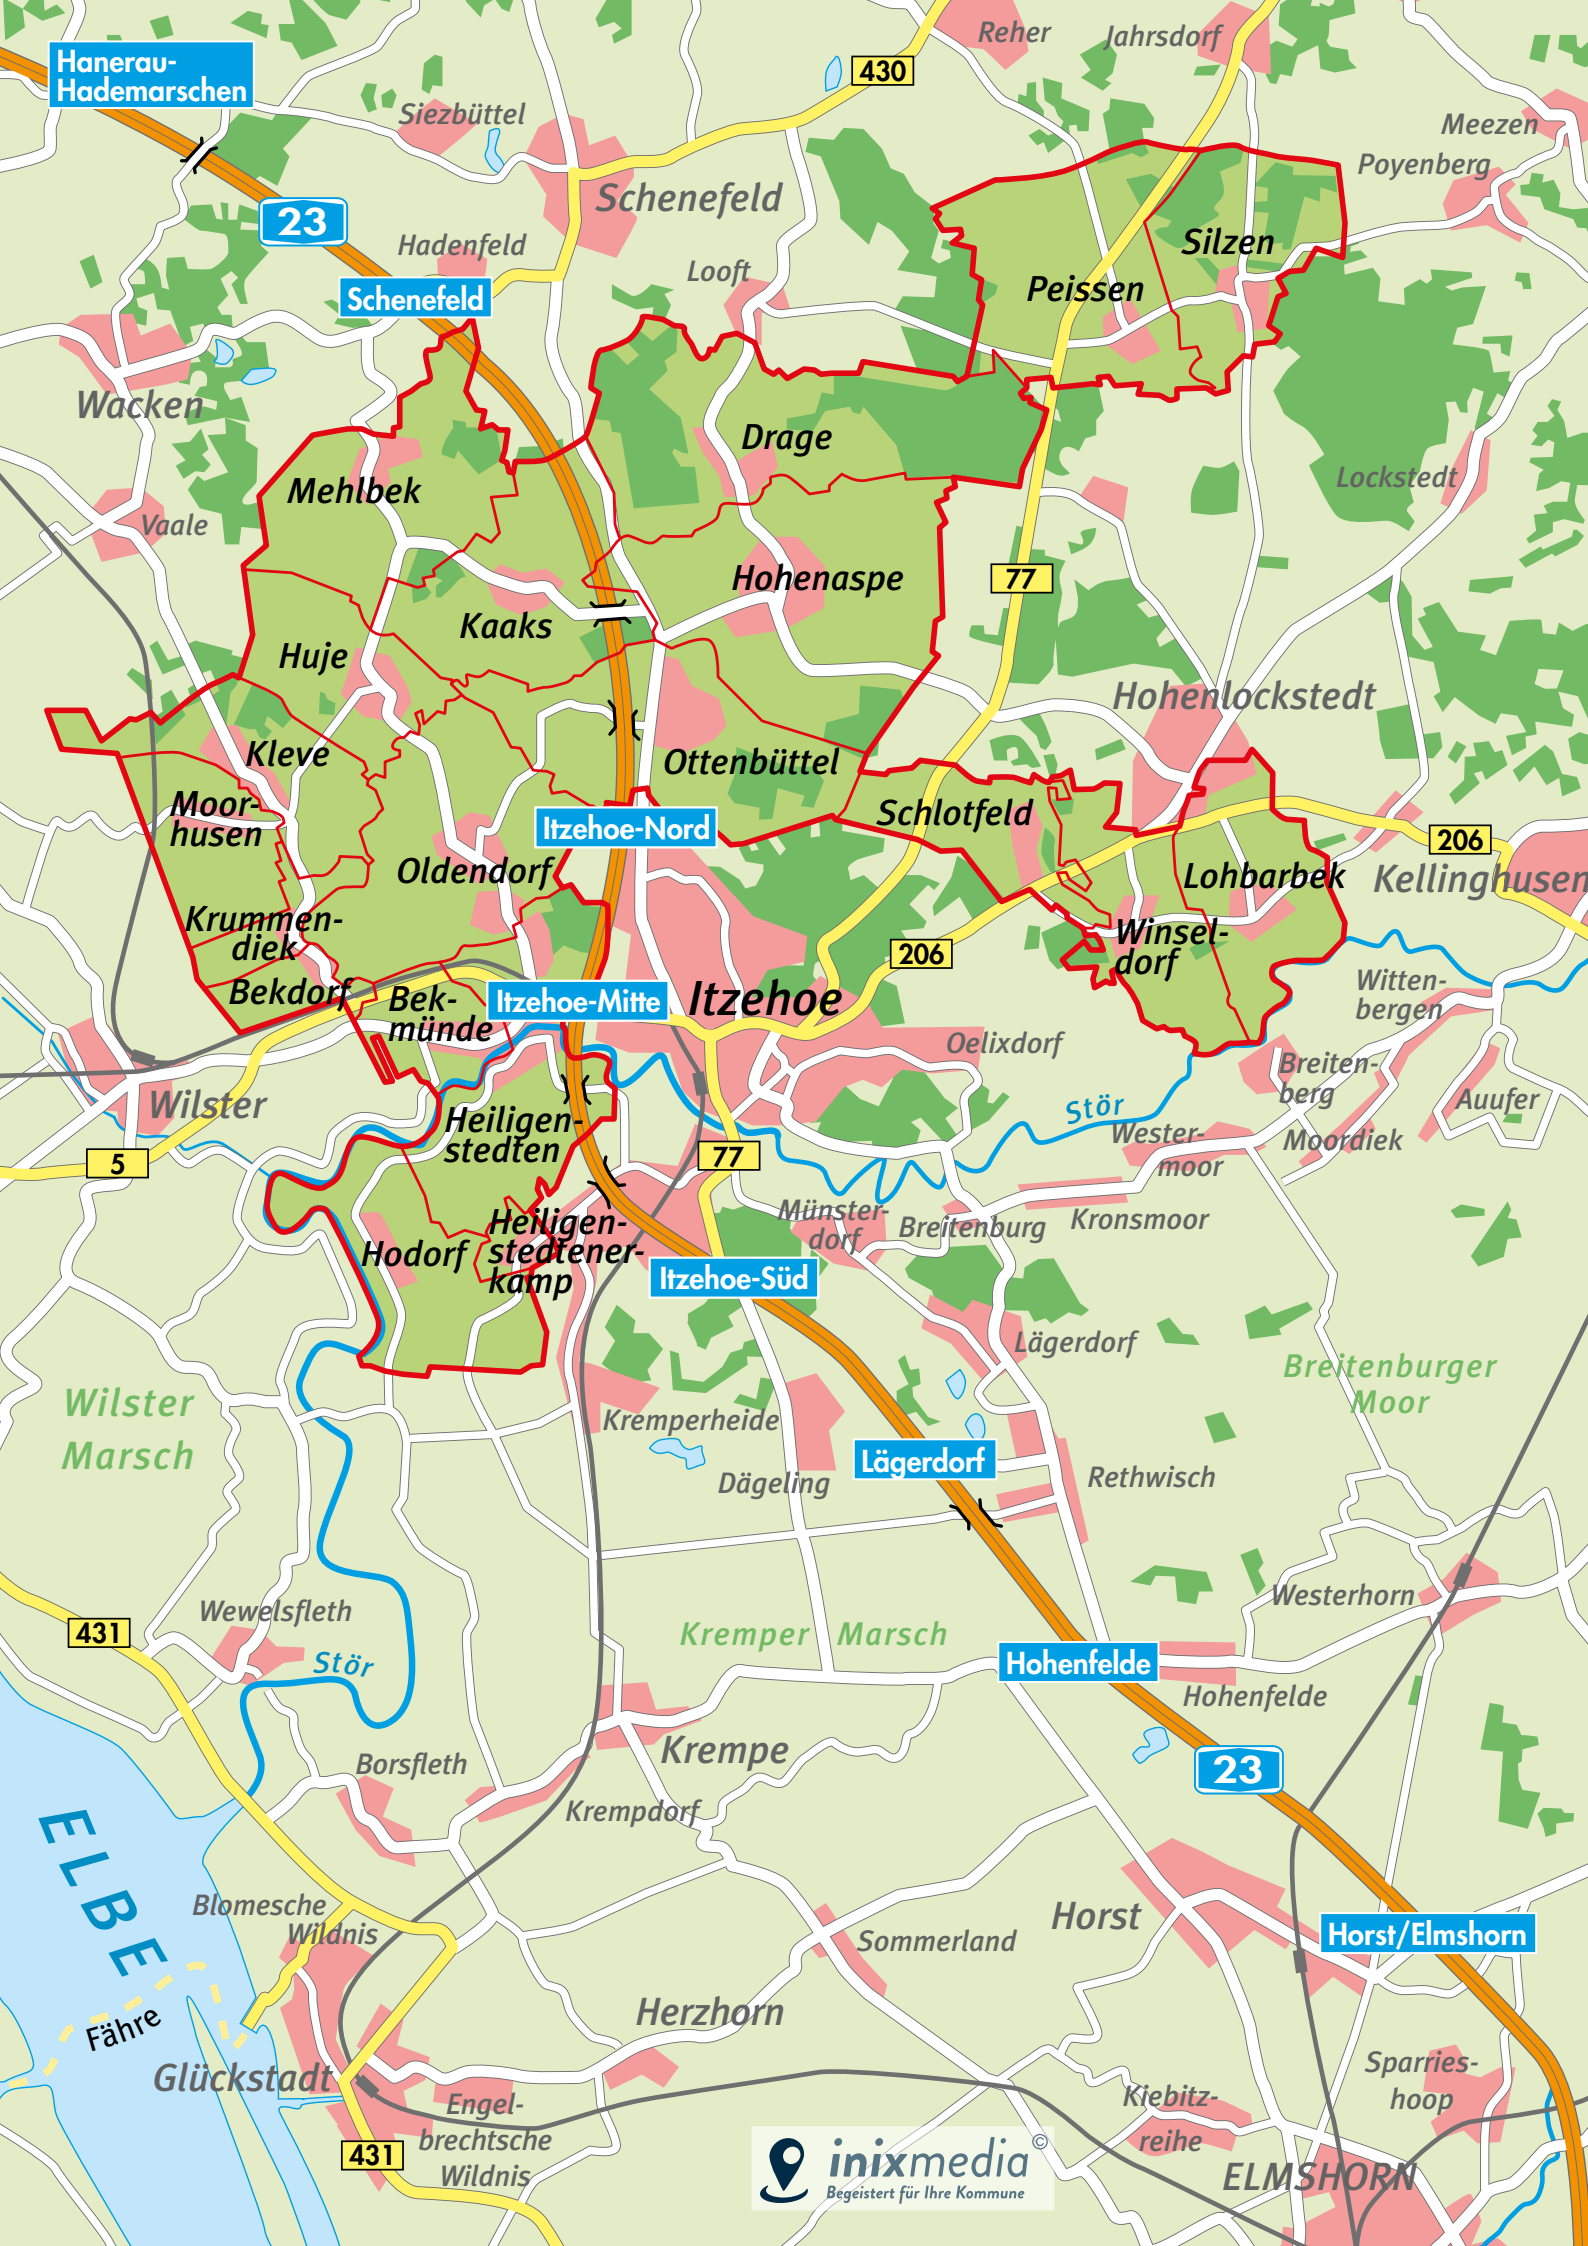 Hanerau-
Hademarschen
430
Reher
Jahrsdorf
Siezbüttel
Meezen
Poyenberg
Schenefeld
23
Hadenfeld
Looft
Silzen
Peissen
Schenefeld
Wacken
Drage
Mehlbek
Lockstedt
Vaale
Hohenaspe
77
Kaaks
Huje
Hohenlockstedt
Kleve
Ottenbüttel
Moor-
husen
Schlotfeld
Itzehoe-Nord
206
Oldendorf
Lohbarbek
Kellinghusen
Krummen-
diek
Winsel-
dorf
206
Bekdorf
Bek-
münde
Itzehoe-Mitte
Itzehoe
Witten-
bergen
Oelixdorf
Breiten-
berg
Wilster
Stör
Auufer
Heiligen-
stedten
Wester-
moor
Moordiek
5
77
Münster-
dorf
Breitenburg
Kronsmoor
Hodorf
Heiligen-
stedtener-
kamp
Itzehoe-Süd
Lägerdorf
Breitenburger
Moor
Wilster
Marsch
Kremperheide
Lägerdorf
Dägeling
Rethwisch
Westerhorn
Wewelsfleth
431
Kremper Marsch
Stör
Hohenfelde
Hohenfelde
Krempe
Borsfleth
23
Krempdorf
ELBE
Blomesche
Wildnis
Horst
Sommerland
Horst/Elmshorn
Fähre
Herzhorn
Glückstadt
Sparries-
hoop
Engel-
brechtsche
Wildnis
Kiebitz-
reihe
431
ELMSHORN
inixmedia©
Begeistert für Ihre Kommune